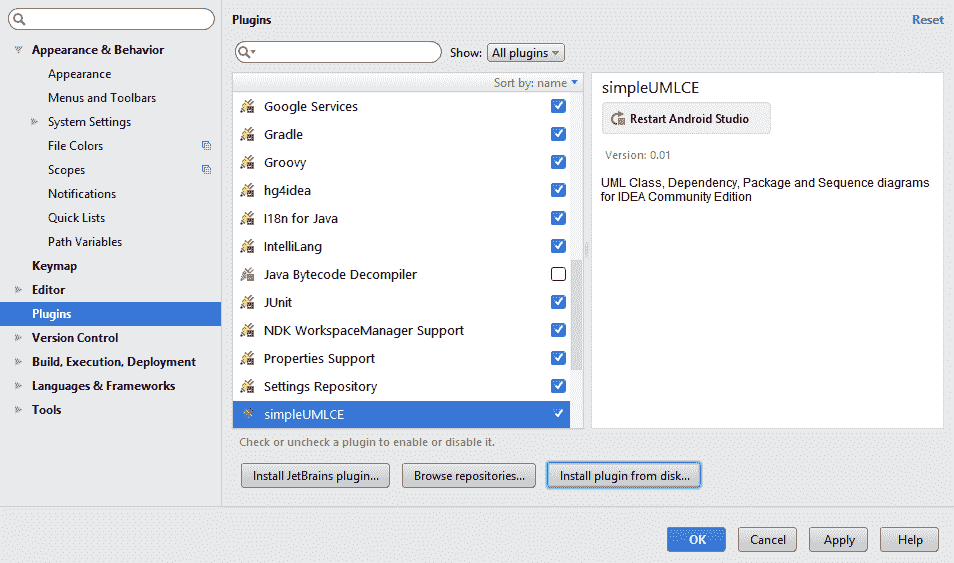 Appearance & Behavior
Appearance
Menus and Toolbars
System Settings
File Colors
Scopes
Notifications
Quick Lists
Path Variables
Keymap
Editor
Plugins
Version Control
Build, Execution, Deployment
Languages & Frameworks
Tools
Plugins
Reset
Show: All plugins
Sort by: name
Google Services
Gradle
Groovy
hg4idea
I18n for Java
IntelliLang
Java Bytecode Decompiler
JUnit
NDK WorkspaceManager Support
Properties Support
Settings Repository
simpleUMLCE
simpleUMLCE
Restart Android Studio
Version: 0.01
UML Class, Dependency, Package and Sequence diagrams
for IDEA Community Edition
Check or uncheck a plugin to enable or disable it.
Install JetBrains plugin...
Browse repositories...
Install plugin from disk...
OK
Cancel
Apply
Help